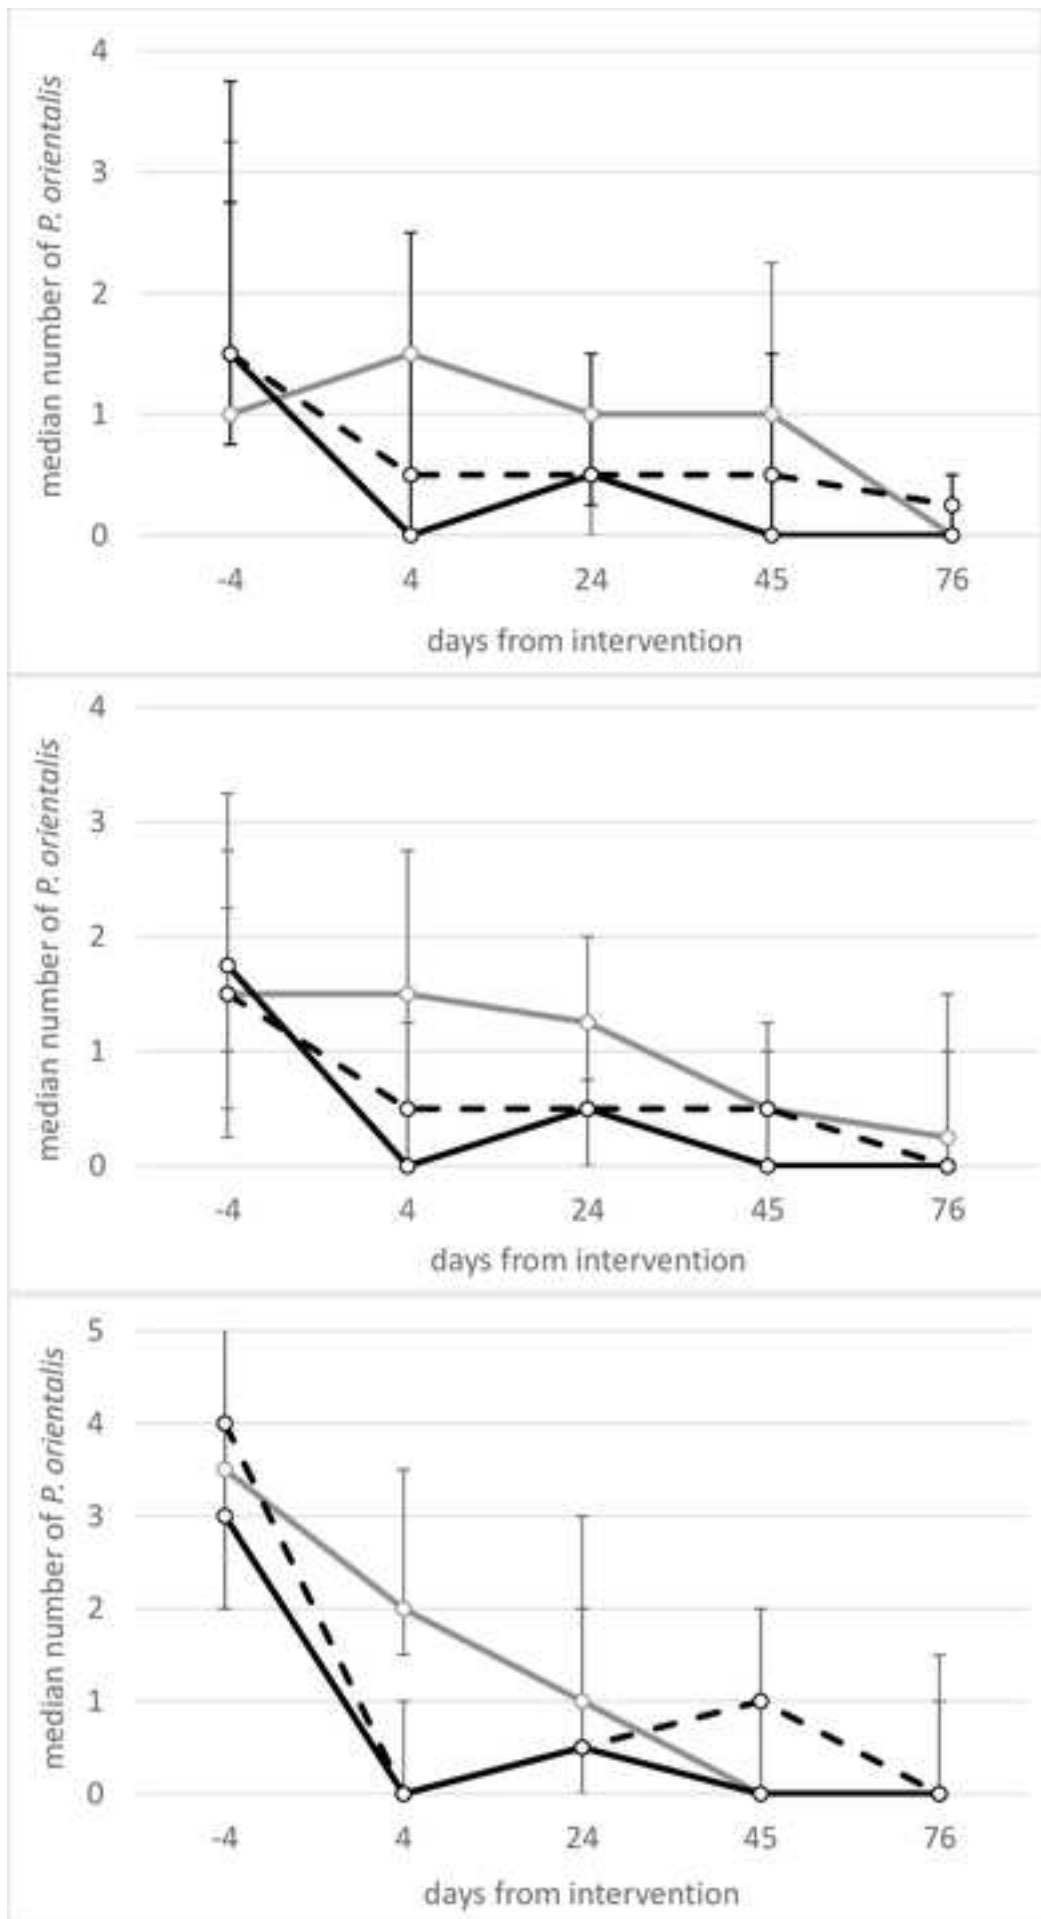 median number of P. orientalis
4
3
2
1
0
-4 4 24 45 76
days from intervention
median number of P. orientalis
4
3
2
1
0
-4 4 24 45 76
days from intervention
median number of P. orientalis
5
4
3
2
1
0
-4 4 24 45 76
days from intervention